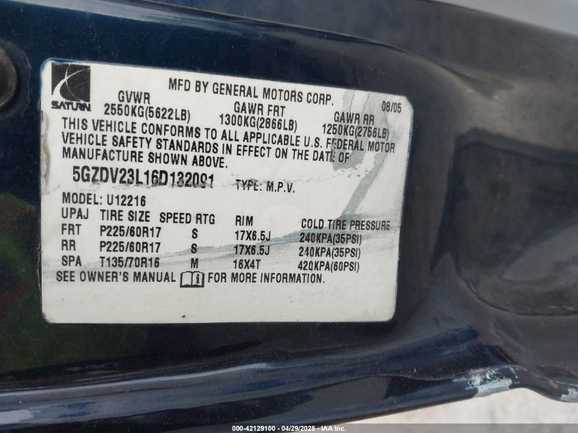 MFD BY GENERAL MOTORS CORP. 08/05
SATURN
GVWR GAWR FRT GAWR RR
2550KG(5622LB) 1300KG(2866LB) 1250KG(2756LB)
THIS VEHICLE CONFORMS TO ALL APPLICABLE U.S. FEDERAL MOTOR
VEHICLE SAFETY STANDARDS IN EFFECT ON THE DATE OF
MANUFACTURE SHOWN ABOVE.
5GZDV23L16D132091 TYPE: M.P.V.
MODEL: U12216
UPAJ TIRE SIZE SPEED RTG RIM COLD TIRE PRESSURE
FRT P225/60R17 S 17X6.5J 240KPA(35PSI)
RR P225/60R17 S 17X6.5J 240KPA(35PSI)
SPA T135/70R16 M 16X4T 420KPA(60PSI)
SEE OWNER'S MANUAL FOR MORE INFORMATION.
000-42129100 - 04/29/2025 - www.iaai.com